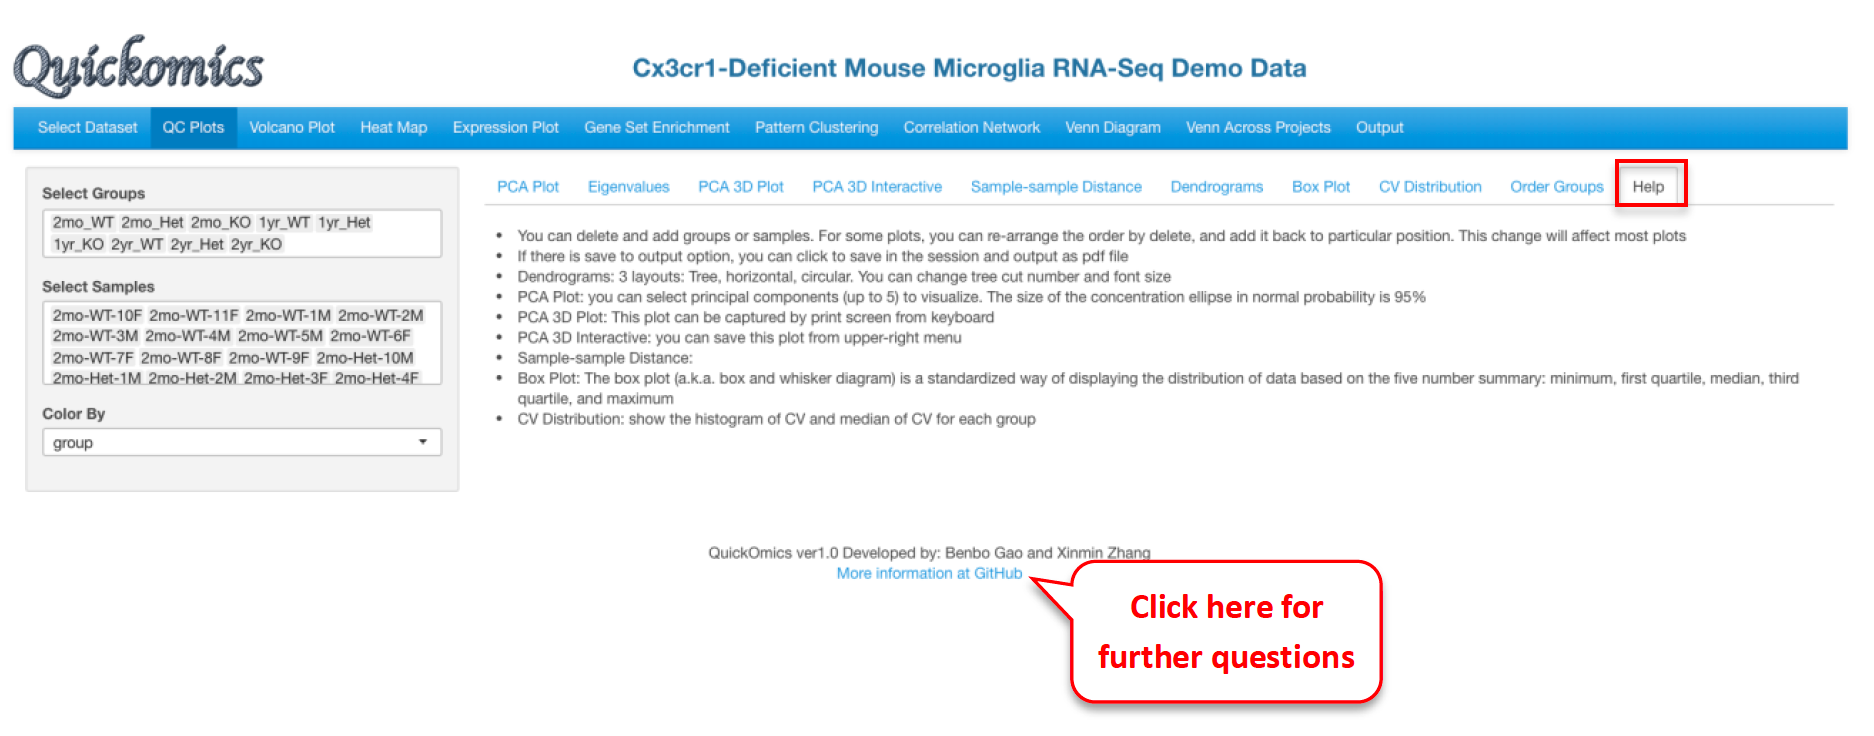 Quickomics
Cx3cr1-Deficient Mouse Microglia RNA-Seq Demo Data
Select Dataset QC Plots Volcano Plot Heat Map Expression Plot Gene Set Enrichment Pattern Clustering Correlation Network Venn Diagram Venn Across Projects Output
Select Groups
2mo_WT 2mo_Het 2mo_KO 1yr_WT 1yr_Het
1yr_KO 2yr_WT 2yr_Het 2yr_KO
Select Samples
2mo-WT-10F 2mo-WT-11F 2mo-WT-1M 2mo-WT-2M
2mo-WT-3M 2mo-WT-4M 2mo-WT-5M 2mo-WT-6F
2mo-WT-7F 2mo-WT-8F 2mo-WT-9F 2mo-Het-10M
2mo-Het-1M 2mo-Het-2M 2mo-Het-3F 2mo-Het-4F
Color By
group
PCA Plot Eigenvalues PCA 3D Plot PCA 3D Interactive Sample-sample Distance Dendrograms Box Plot CV Distribution Order Groups Help
• You can delete and add groups or samples. For some plots, you can re-arrange the order by delete, and add it back to particular position. This change will affect most plots
• If there is save to output option, you can click to save in the session and output as pdf file
• Dendrograms: 3 layouts: Tree, horizontal, circular. You can change tree cut number and font size
• PCA Plot: you can select principal components (up to 5) to visualize. The size of the concentration ellipse in normal probability is 95%
• PCA 3D Plot: This plot can be captured by print screen from keyboard
• PCA 3D Interactive: you can save this plot from upper-right menu
• Sample-sample Distance:
• Box Plot: The box plot (a.k.a. box and whisker diagram) is a standardized way of displaying the distribution of data based on the five number summary: minimum, first quartile, median, third
quartile, and maximum
• CV Distribution: show the histogram of CV and median of CV for each group
QuickOmics ver1.0 Developed by: Benbo Gao and Xinmin Zhang
More information at GitHub
Click here for
further questions